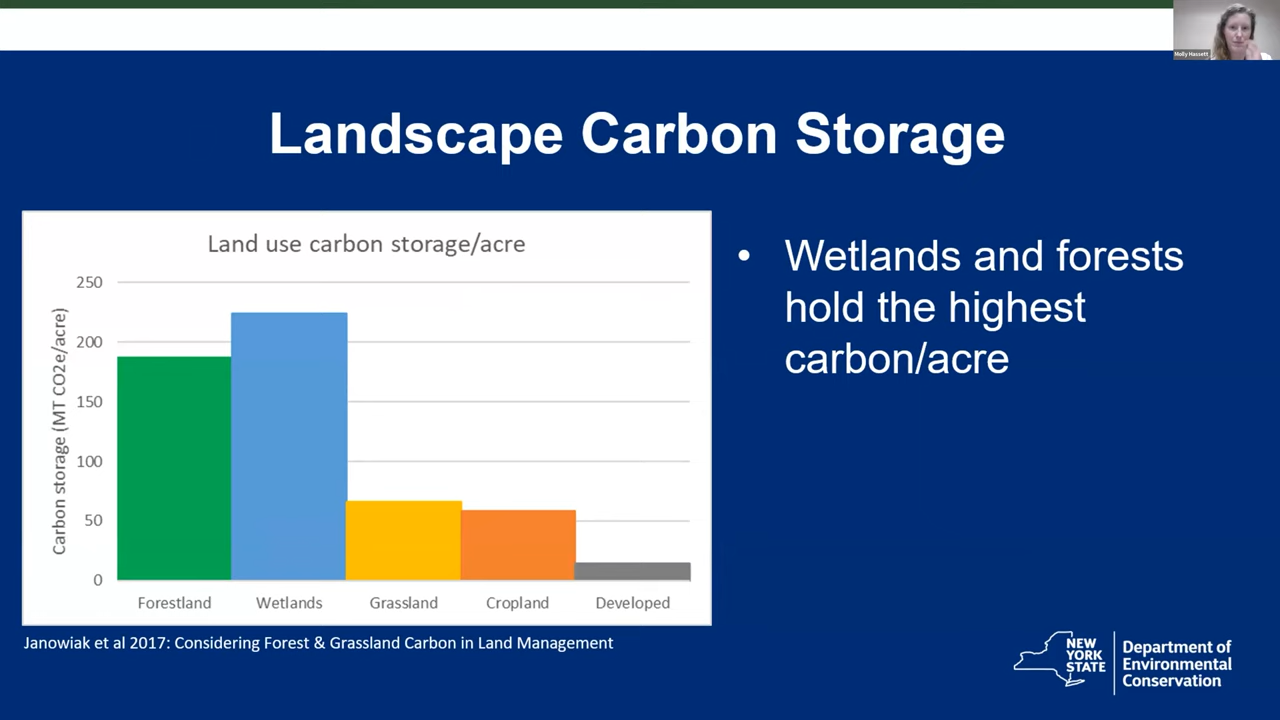 Molly Hassett
Landscape Carbon Storage
Land use carbon storage/acre
Carbon storage (MT CO2e/acre)
250
200
150
100
50
0
Forestland Wetlands Grassland Cropland Developed
Janowiak et al 2017: Considering Forest & Grassland Carbon in Land Management
• Wetlands and forests
hold the highest
carbon/acre
NEW
YORK
STATE
Department of
Environmental
Conservation